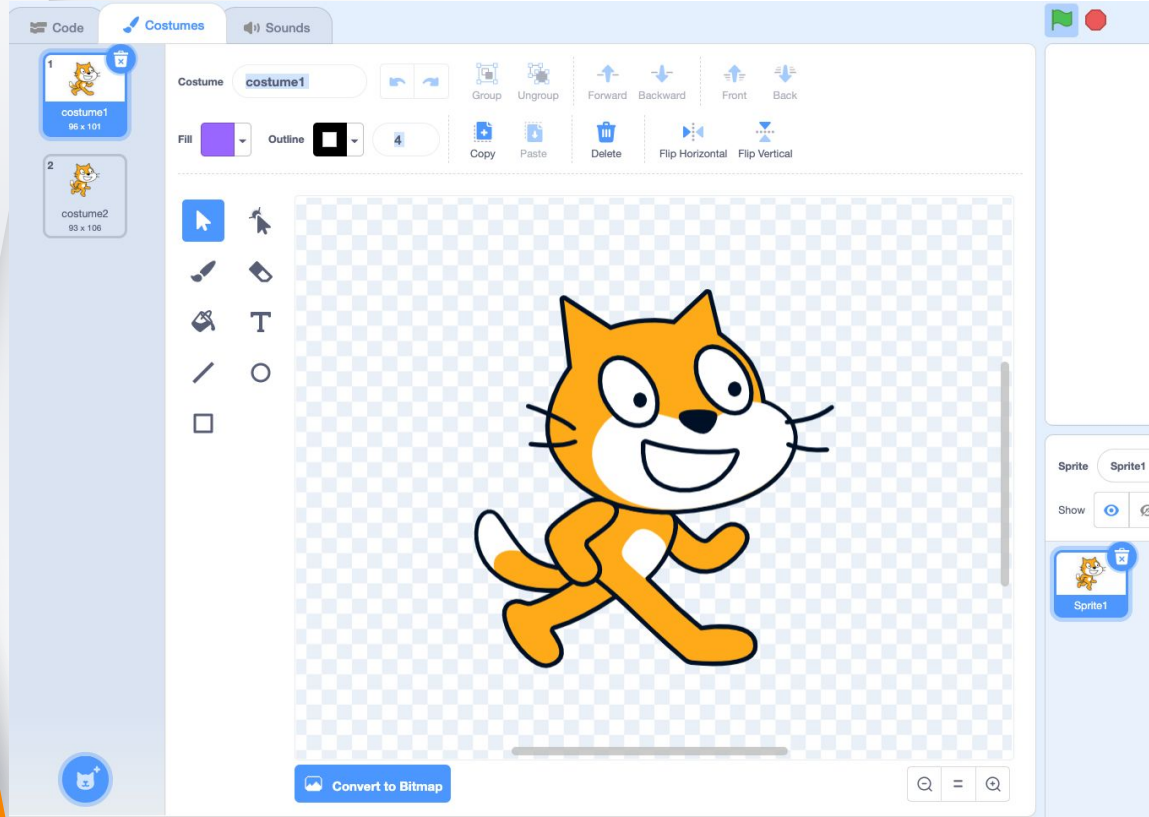 Code
Costumes
Sounds
1
costume1
96 x 101
2
costume2
93 x 106
Costume costume1
Group Ungroup Forward Backward Front Back
Fill Outline 4
Copy Paste Delete Flip Horizontal Flip Vertical
T
Convert to Bitmap
=
Sprite Sprite1
Show
Sprite1